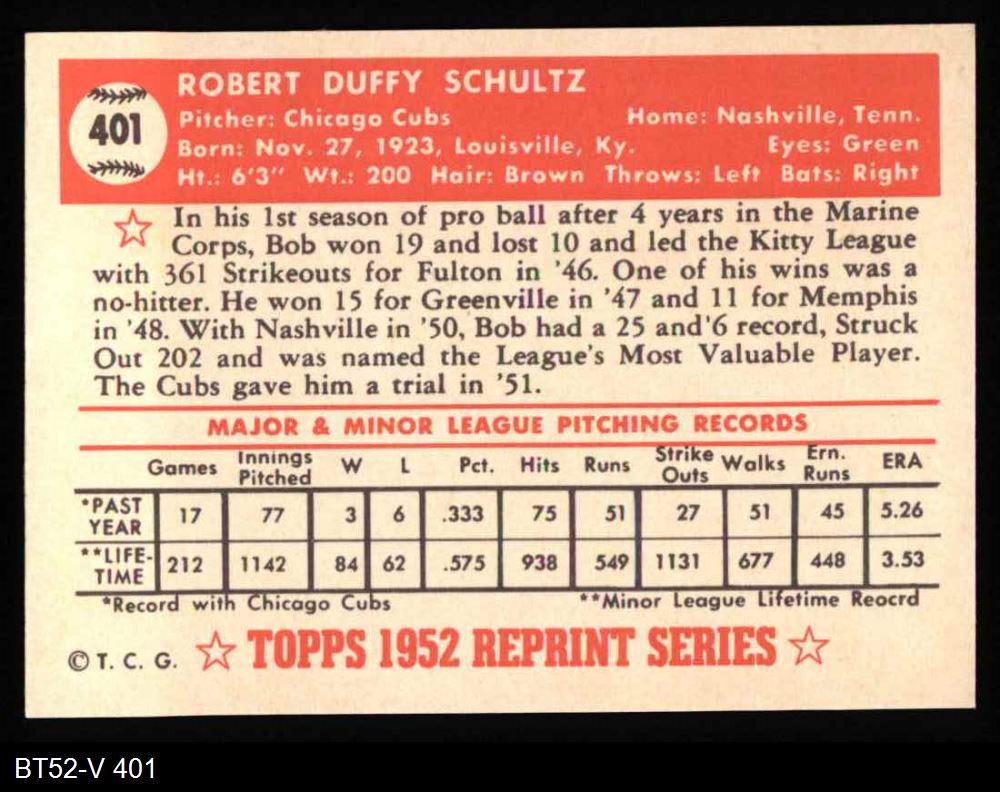 401
ROBERT DUFFY SCHULTZ
Pitcher: Chicago Cubs Home: Nashville, Tenn.
Born: Nov. 27, 1923, Louisville, Ky. Eyes: Green
Ht.: 6'3" Wt.: 200 Hair: Brown Throws: Left Bats: Right
In his 1st season of pro ball after 4 years in the Marine
Corps, Bob won 19 and lost 10 and led the Kitty League
with 361 Strikeouts for Fulton in '46. One of his wins was a
no-hitter. He won 15 for Greenville in '47 and 11 for Memphis
in '48. With Nashville in '50, Bob had a 25 and'6 record, Struck
Out 202 and was named the League's Most Valuable Player.
The Cubs gave him a trial in '51.
MAJOR & MINOR LEAGUE PITCHING RECORDS
Games Innings Pitched W L Pct. Hits Runs Strike Outs Walks Ern. Runs ERA
*PAST YEAR 17 77 3 6 .333 75 51 27 51 45 5.26
**LIFE-TIME 212 1142 84 62 .575 938 549 1131 677 448 3.53
*Record with Chicago Cubs **Minor League Lifetime Reocrd
© T. C. G. ☆ TOPPS 1952 REPRINT SERIES ☆
BT52-V 401